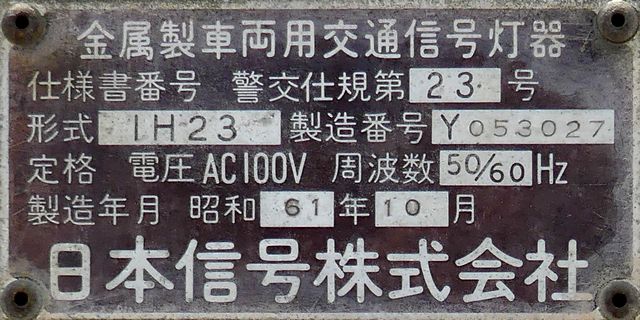 金属製車両用交通信号灯器
仕様書番号 警交仕規第 23 号
形式 1H23 製造番号 Y053027
定格 電圧 AC100V 周波数 50/60 Hz
製造年月 昭和 61 年 10 月
日本信号株式会社